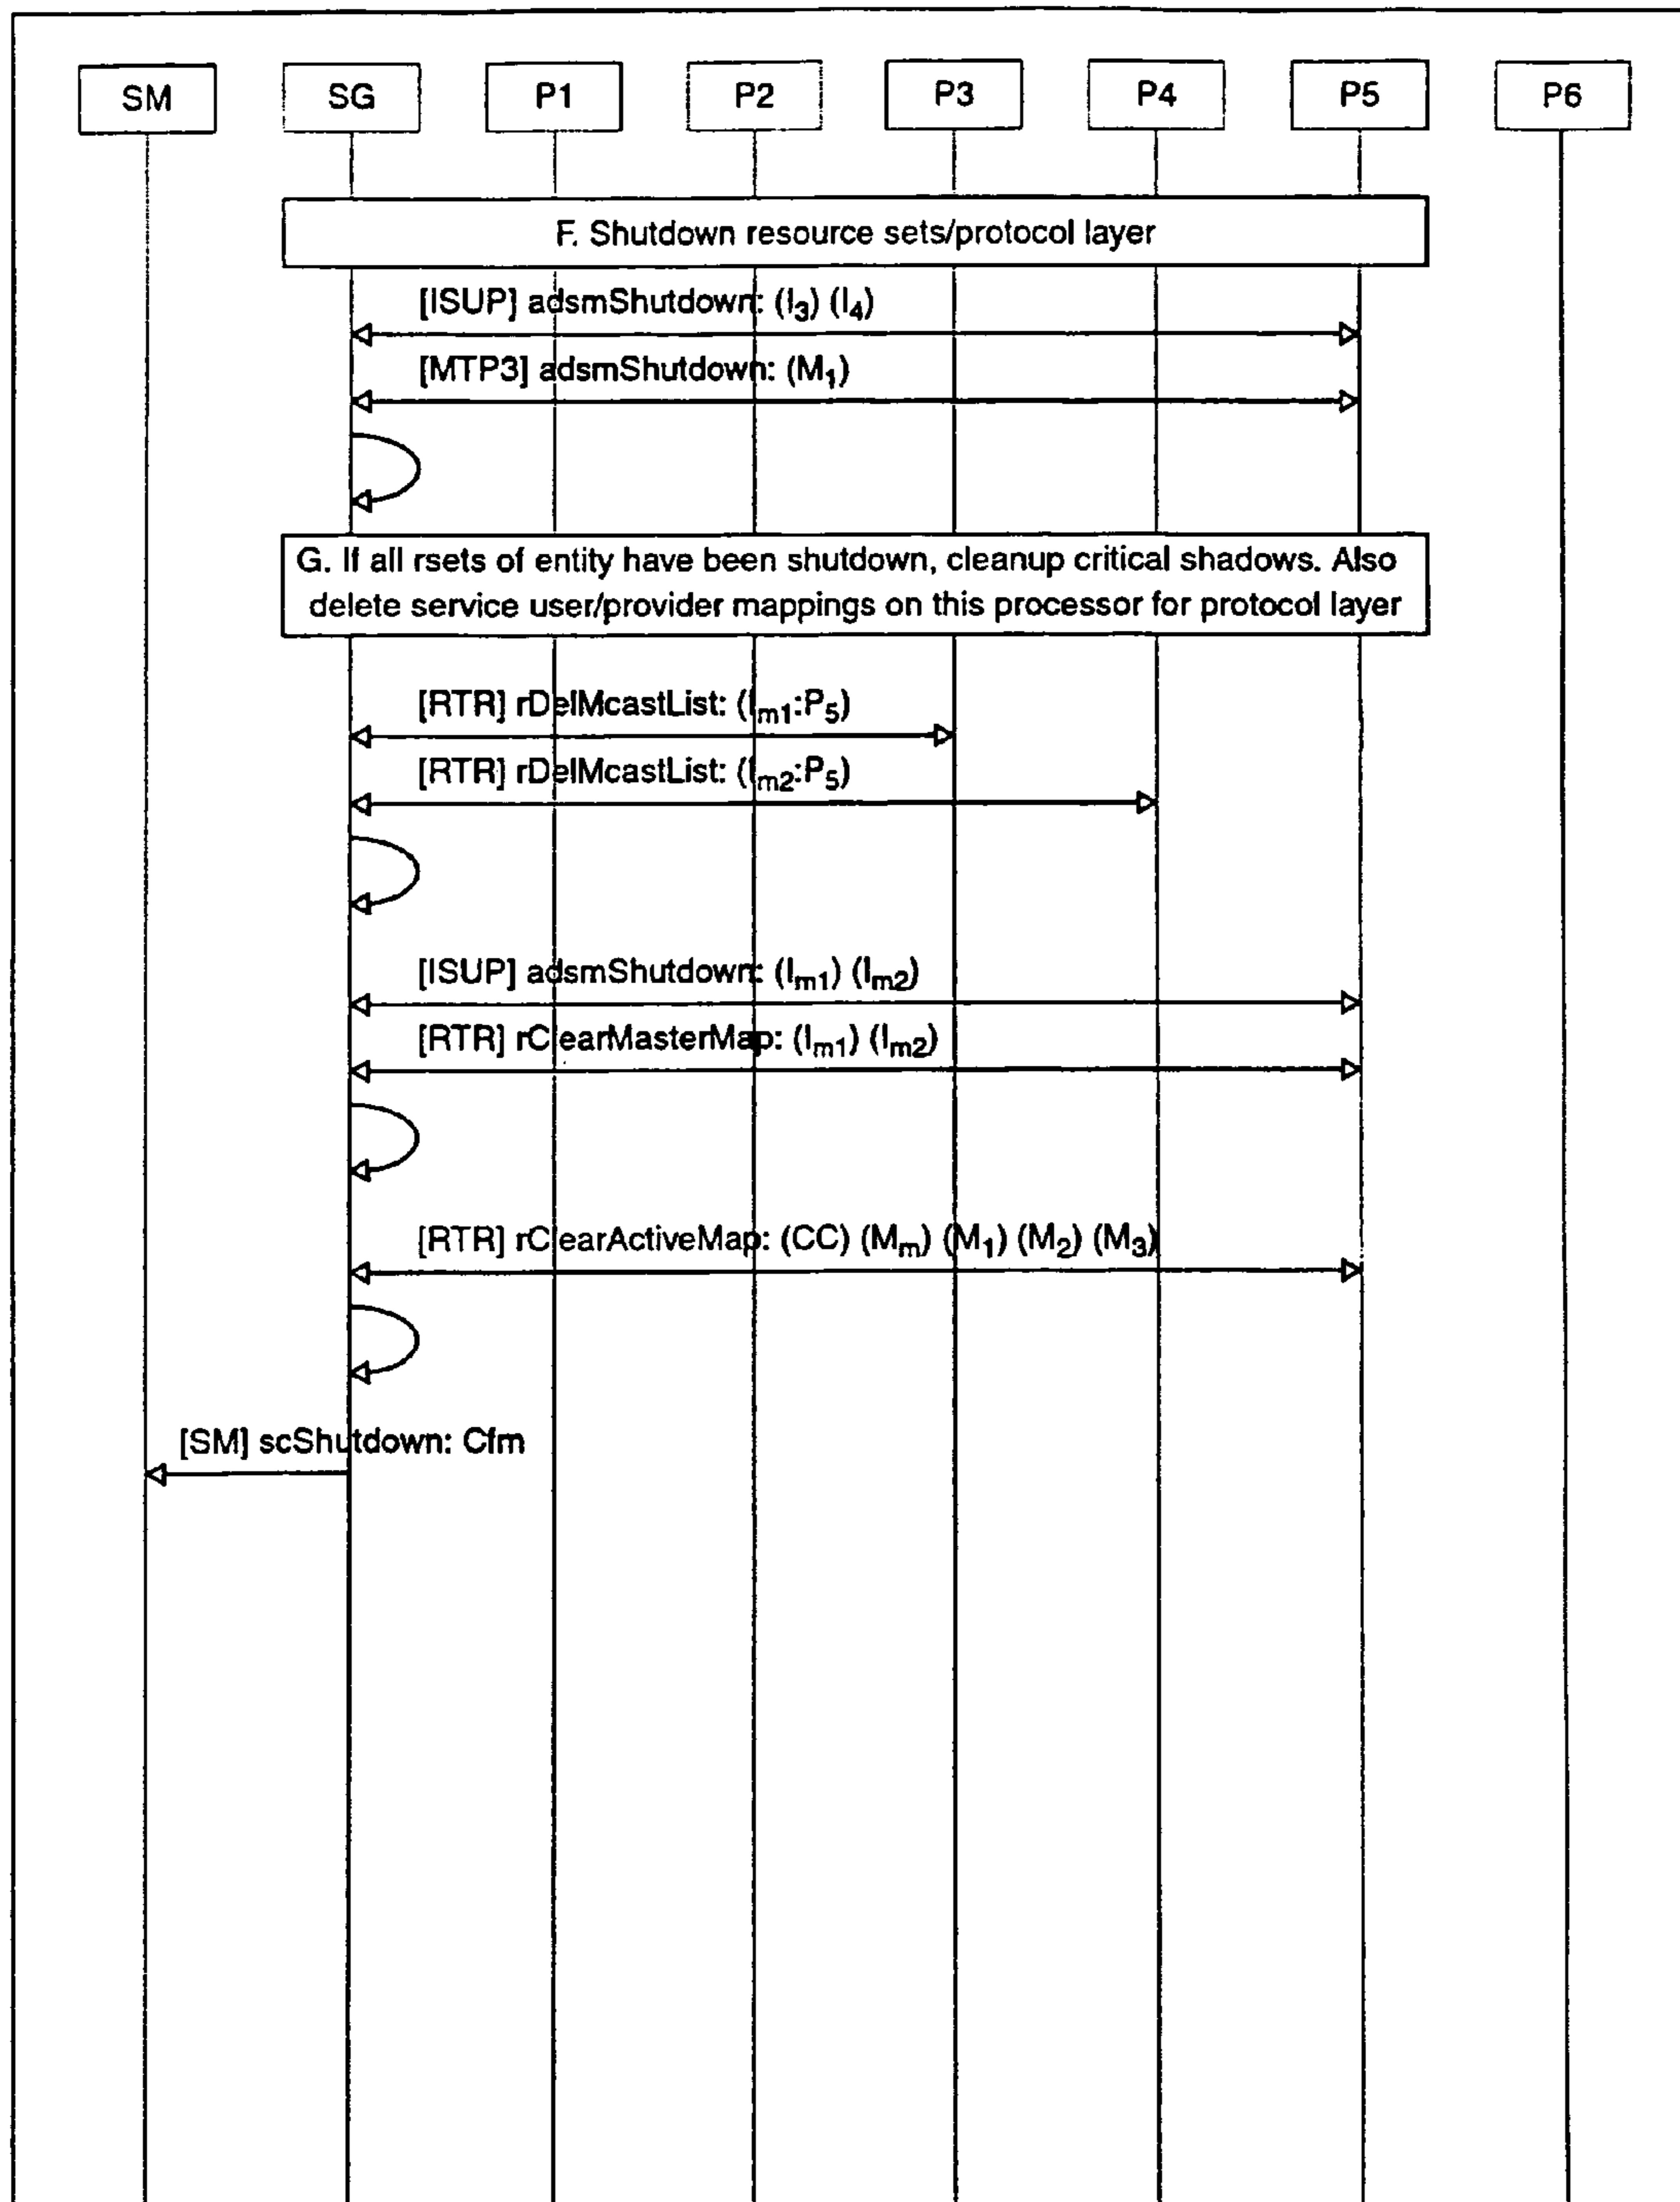 SM SG P1 P2 P3 P4 P5 P6
F. Shutdown resource sets/protocol layer
[ISUP] adsmShutdown: (I3) (I4)
[MTP3] adsmShutdown: (M1)
G. If all rsets of entity have been shutdown, cleanup critical shadows. Also
delete service user/provider mappings on this processor for protocol layer
[RTR] rDelMcastList: (Im1:P5)
[RTR] rDelMcastList: (Im2:P5)
[ISUP] adsmShutdown: (Im1) (Im2)
[RTR] rClearMasterMap: (Im1) (Im2)
[RTR] rClearActiveMap: (CC) (Mm) (M1) (M2) (M3)
[SM] scShutdown: Cfm